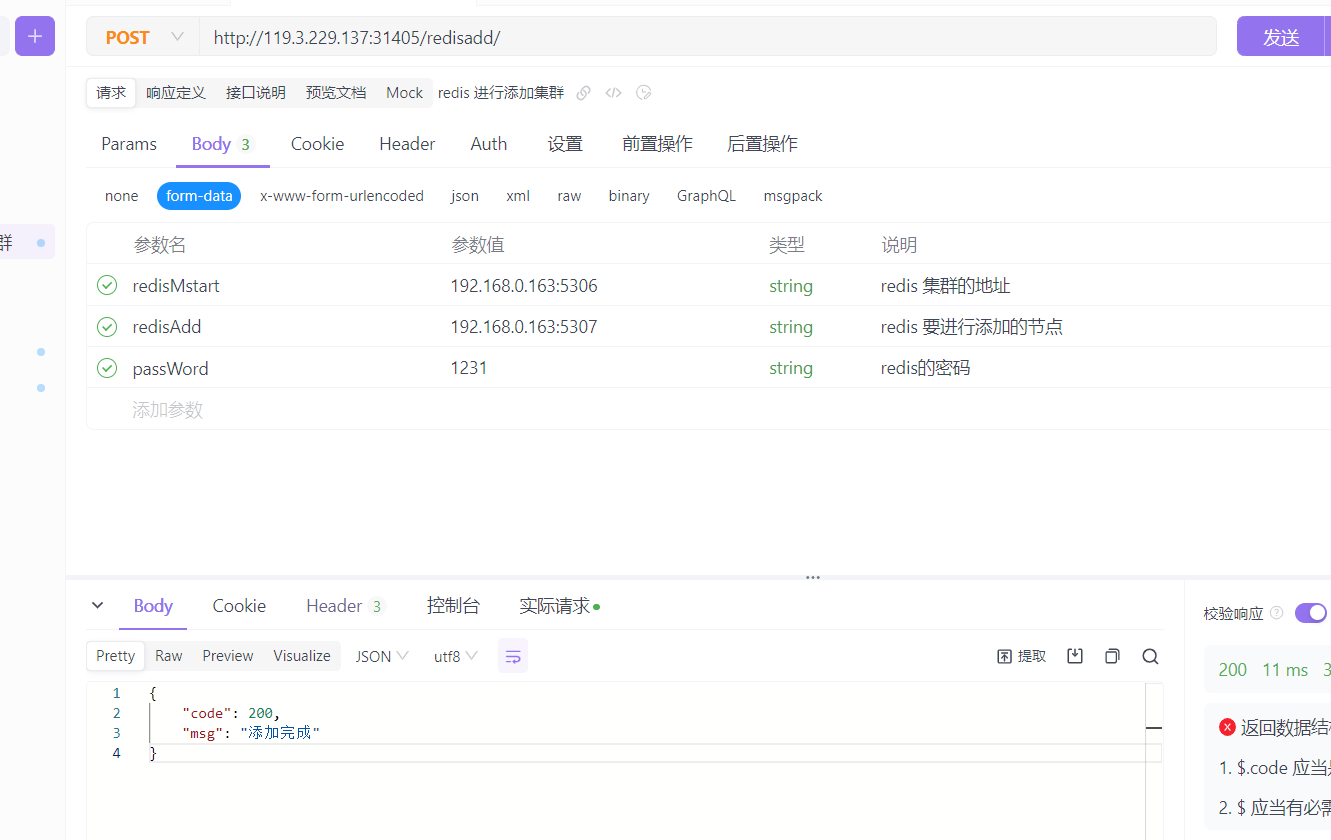 POST http://119.3.229.137:31405/redisadd/ 发送
请求 响应定义 接口说明 预览文档 Mock redis 进行添加集群
Params Body 3 Cookie Header Auth 设置 前置操作 后置操作
none form-data x-www-form-urlencoded json xml raw binary GraphQL msgpack
参数名 参数值 类型 说明
群
redisMstart 192.168.0.163:5306 string redis 集群的地址
redisAdd 192.168.0.163:5307 string redis 要进行添加的节点
passWord 1231 string redis的密码
添加参数
Body Cookie Header 3 控制台 实际请求
校验响应
Pretty Raw Preview Visualize JSON utf8 提取
200 11 ms 3
1 {
2 "code": 200,
3 "msg": "添加完成"
4 }
返回数据结
1. $.code 应当
2. $ 应当有必